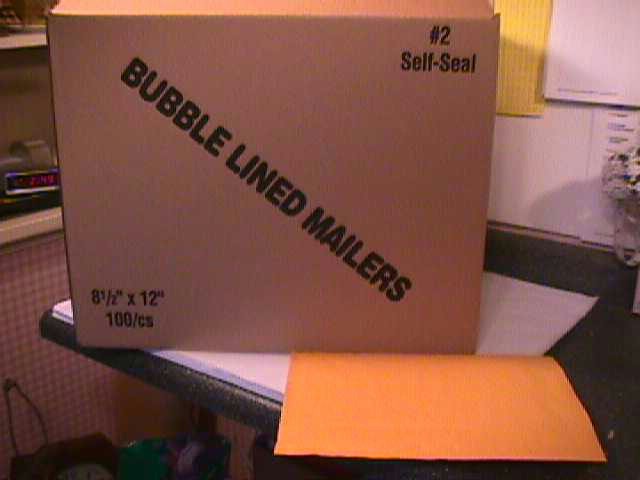 #2
Self-Seal
BUBBLE LINED MAILERS
8½" x 12"
100/cs